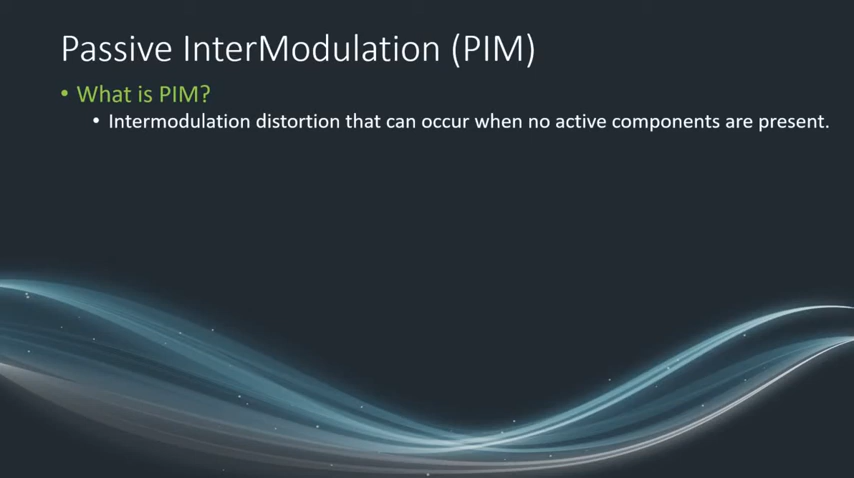 Passive InterModulation (PIM)
• What is PIM?
• Intermodulation distortion that can occur when no active components are present.